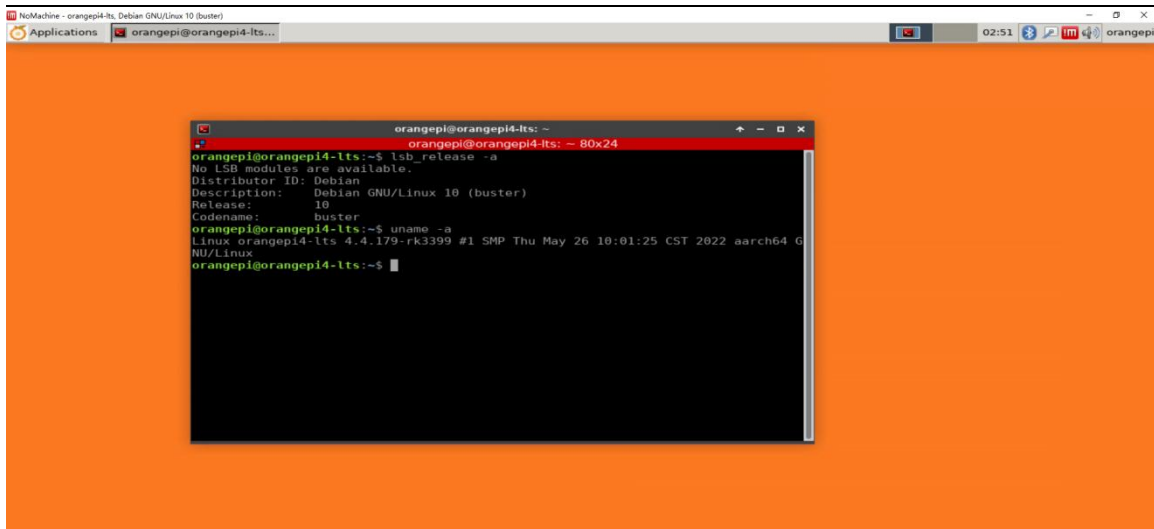 NoMachine - orangepi4-lts, Debian GNU/Linux 10 (buster)
Applications orangepi@orangepi4-lts... 02:51 orangepi
orangepi@orangepi4-lts: ~
orangepi@orangepi4-lts: ~ 80x24
orangepi@orangepi4-lts:~$ lsb_release -a
No LSB modules are available.
Distributor ID: Debian
Description: Debian GNU/Linux 10 (buster)
Release: 10
Codename: buster
orangepi@orangepi4-lts:~$ uname -a
Linux orangepi4-lts 4.4.179-rk3399 #1 SMP Thu May 26 10:01:25 CST 2022 aarch64 G
NU/Linux
orangepi@orangepi4-lts:~$